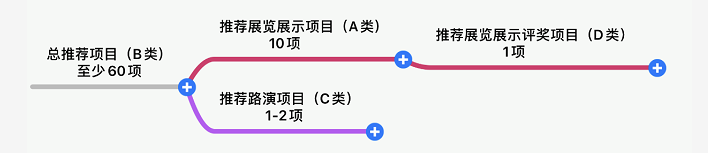 总推荐项目（B类）
至少60项
推荐展览展示项目（A类）
10项
推荐展览展示评奖项目（D类）
1项
推荐路演项目（C类）
1-2项